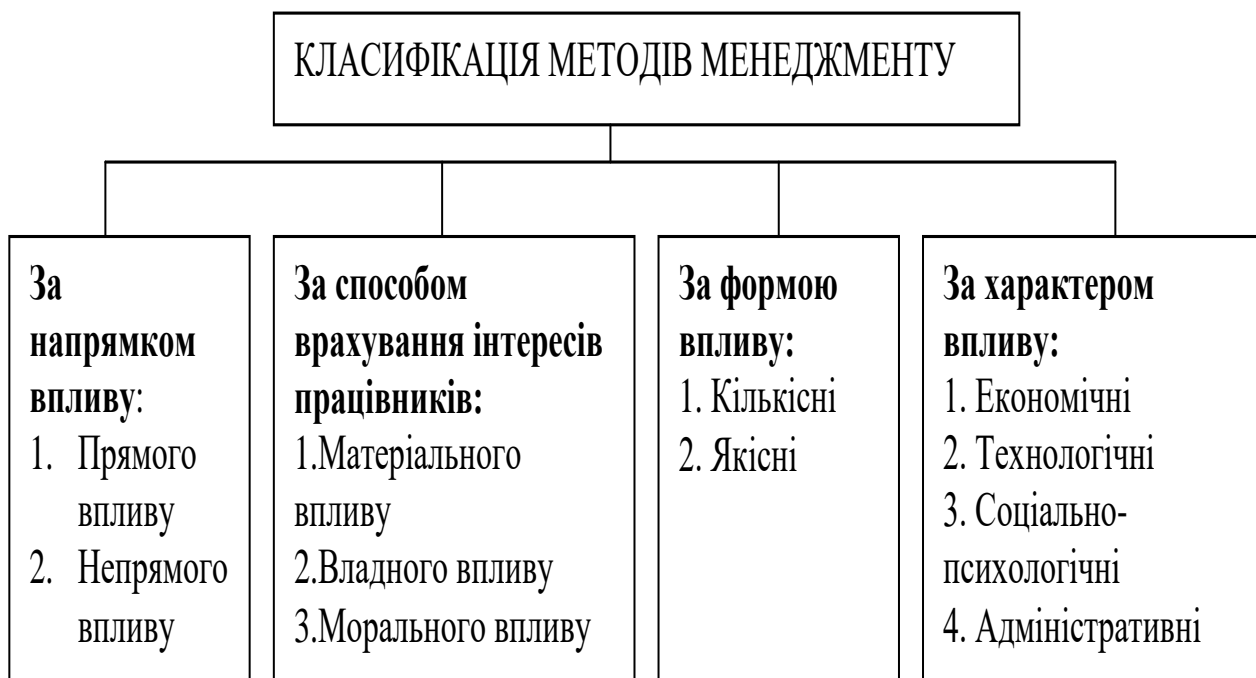 КЛАСИФІКАЦІЯ МЕТОДІВ МЕНЕДЖМЕНТУ
За
напрямком
впливу:
1. Прямого
впливу
2. Непрямого
впливу
За способом
врахування інтересів
працівників:
1.Матеріального
впливу
2.Владного впливу
3.Морального впливу
За формою
впливу:
1. Кількісні
2. Якісні
За характером
впливу:
1. Економічні
2. Технологічні
3. Соціально-
психологічні
4. Адміністративні